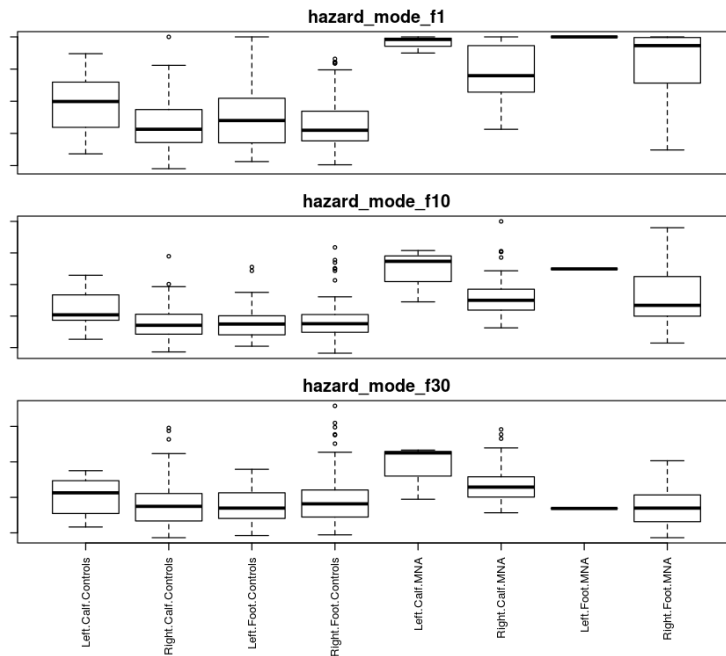 hazard_mode_f1
hazard_mode_f10
hazard_mode_f30
Left.Calf.Controls
Right.Calf.Controls
Left.Foot.Controls
Right.Foot.Controls
Left.Calf.MNA
Right.Calf.MNA
Left.Foot.MNA
Right.Foot.MNA